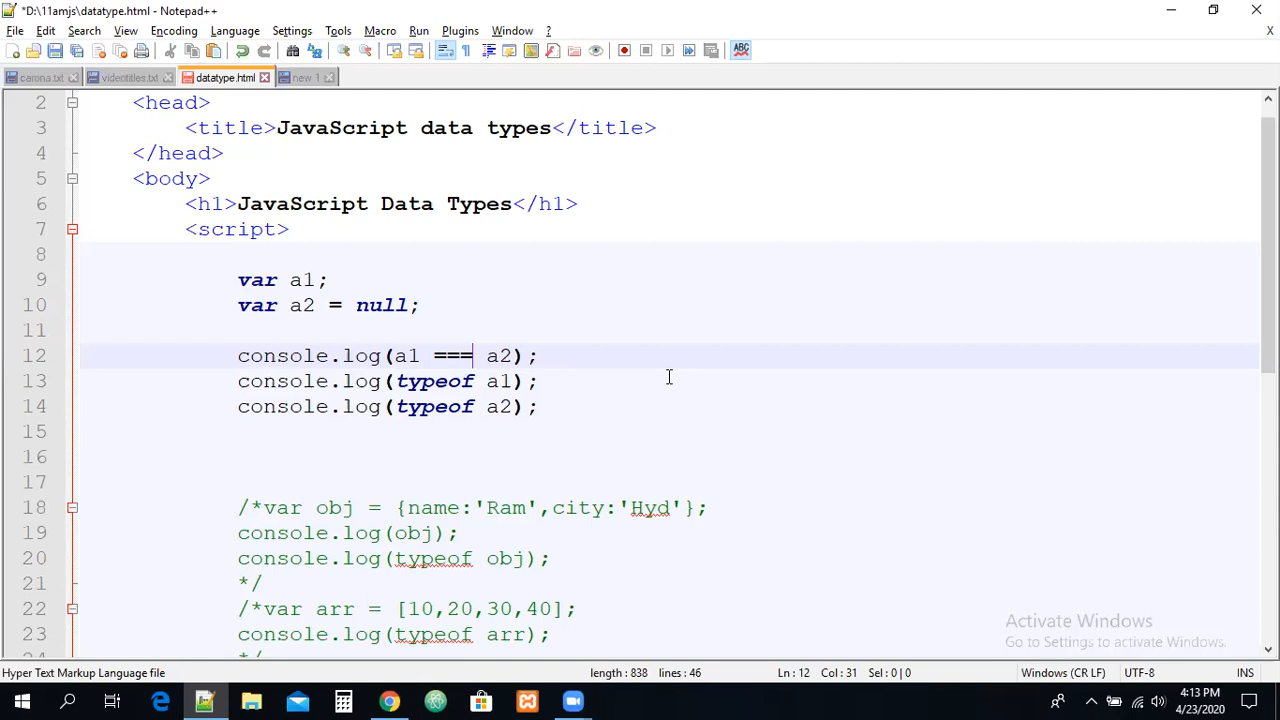 *D:\11amjs\datatype.html - Notepad++
File Edit Search View Encoding Language Settings Tools Macro Run Plugins Window ? X
carona.txt videotitles.txt datatype.html new 1
2 <head>
3 <title>JavaScript data types</title>
4 </head>
5 <body>
6 <h1>JavaScript Data Types</h1>
7 <script>
8
9 var a1;
10 var a2 = null;
11
12 console.log(a1 === a2);
13 console.log(typeof a1);
14 console.log(typeof a2);
15
16
17
18 /*var obj = {name:'Ram',city:'Hyd'};
19 console.log(obj);
20 console.log(typeof obj);
21 */
22 /*var arr = [10,20,30,40];
23 console.log(typeof arr);
Activate Windows
Go to Settings to activate Windows.
Hyper Text Markup Language file length : 838 lines : 46 Ln : 12 Col : 31 Sel : 0 | 0 Windows (CR LF) UTF-8 INS
4:13 PM
4/23/2020